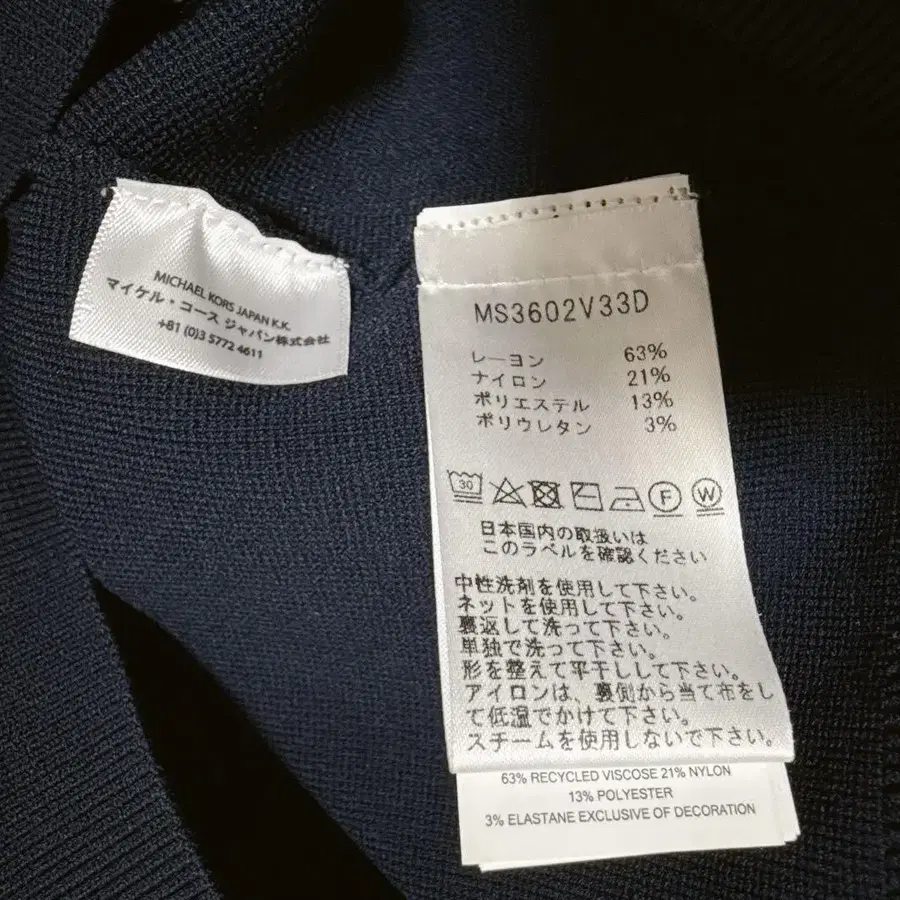 MICHAEL KORS JAPAN K.K.
マイケル・コース ジャパン株式会社
+81 (0)3 5772 4611
MS3602V33D
レーヨン 63%
ナイロン 21%
ポリエステル 13%
ポリウレタン 3%
30
F W
日本国内の取扱いは
このラベルを確認ください
中性洗剤を使用して下さい。
ネットを使用して下さい。
裏返して洗って下さい。
単独で洗って下さい。
形を整えて平干しして下さい。
アイロンは、裏側から当て布をし
て低温でかけて下さい。
スチームを使用しないで下さい。
63% RECYCLED VISCOSE 21% NYLON
13% POLYESTER
3% ELASTANE EXCLUSIVE OF DECORATION